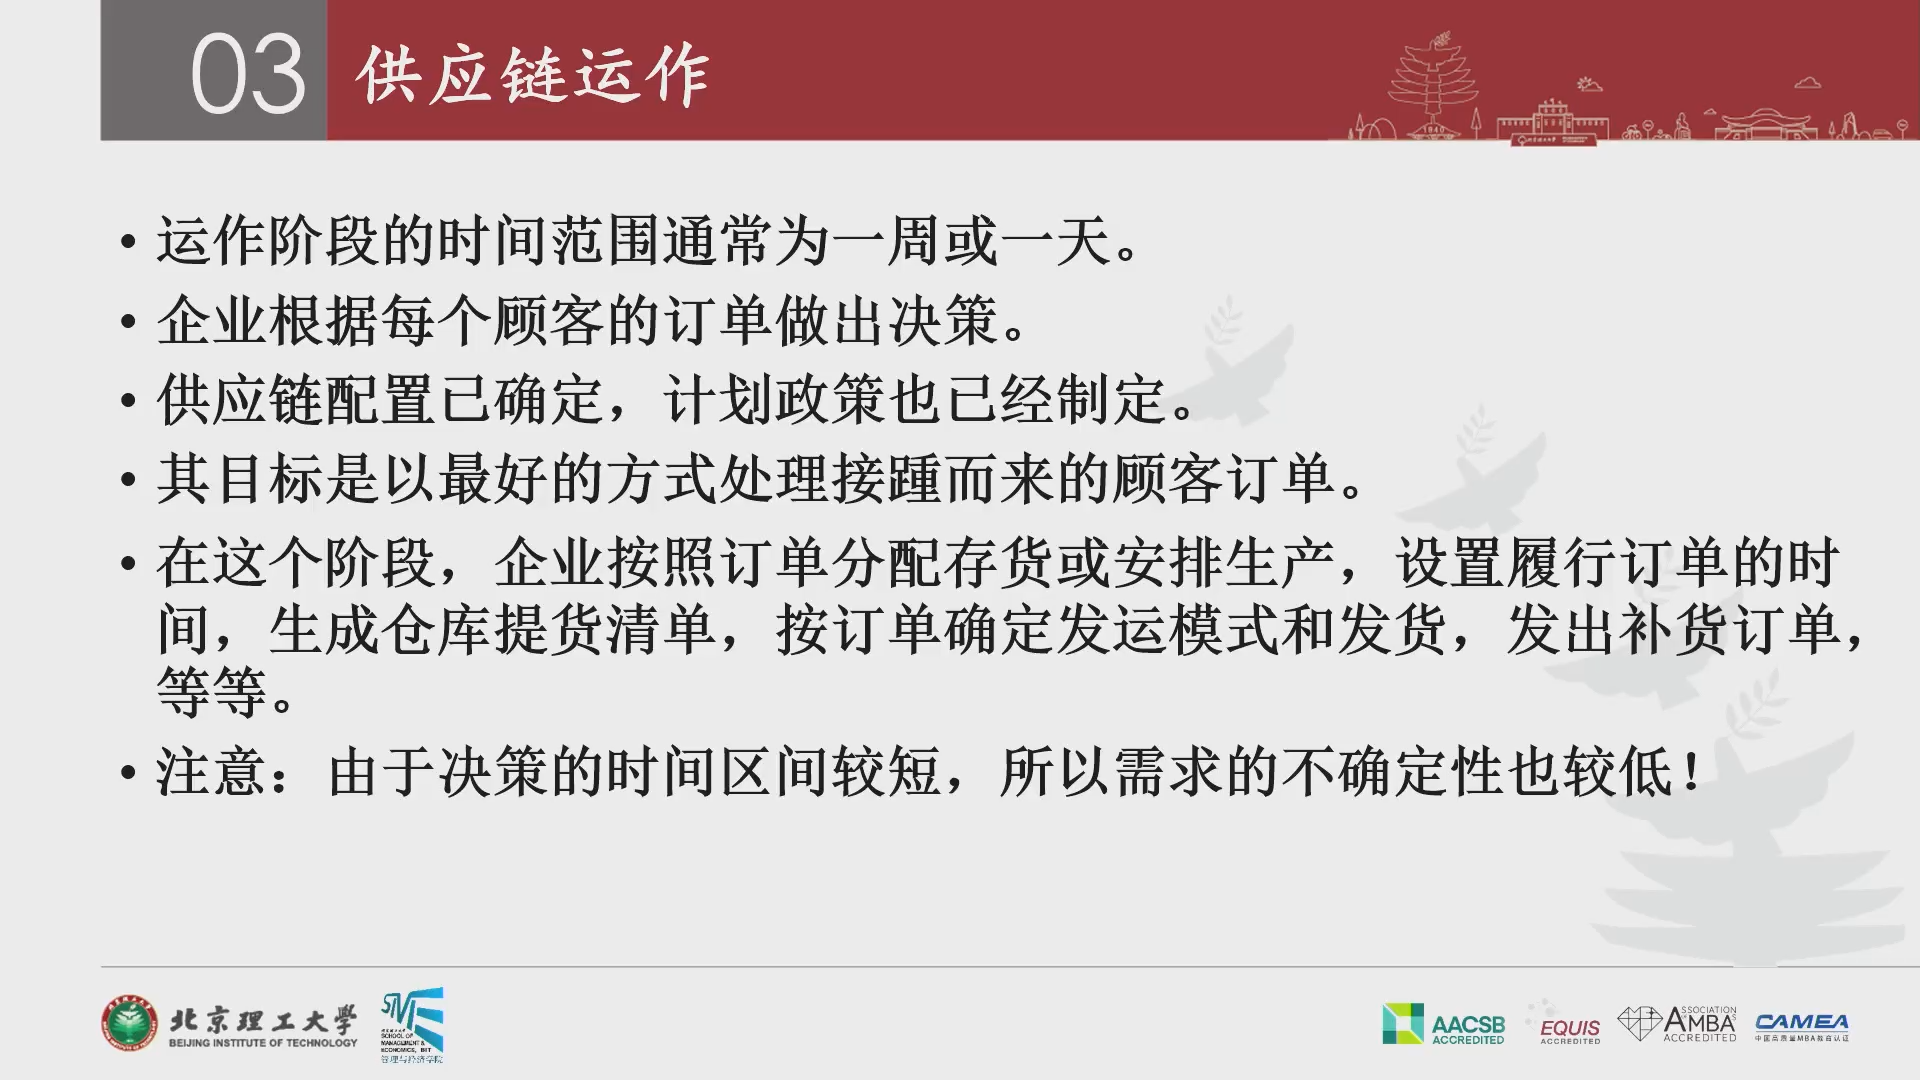 03 供应链运作
1940
• 运作阶段的时间范围通常为一周或一天。
• 企业根据每个顾客的订单做出决策。
• 供应链配置已确定，计划政策也已经制定。
• 其目标是以最好的方式处理接踵而来的顾客订单。
• 在这个阶段，企业按照订单分配存货或安排生产，设置履行订单的时
间，生成仓库提货清单，按订单确定发运模式和发货，发出补货订单，
等等。
• 注意：由于决策的时间区间较短，所以需求的不确定性也较低！
北京理工大学
BEIJING INSTITUTE OF TECHNOLOGY
SCHOOL OF
MANAGEMENT &
ECONOMICS, BIT
管理与经济学院
AACSB
ACCREDITED
EQUIS
ACCREDITED
ASSOCIATION
AMBA
ACCREDITED
CAMEA
中国高质量MBA教育认证